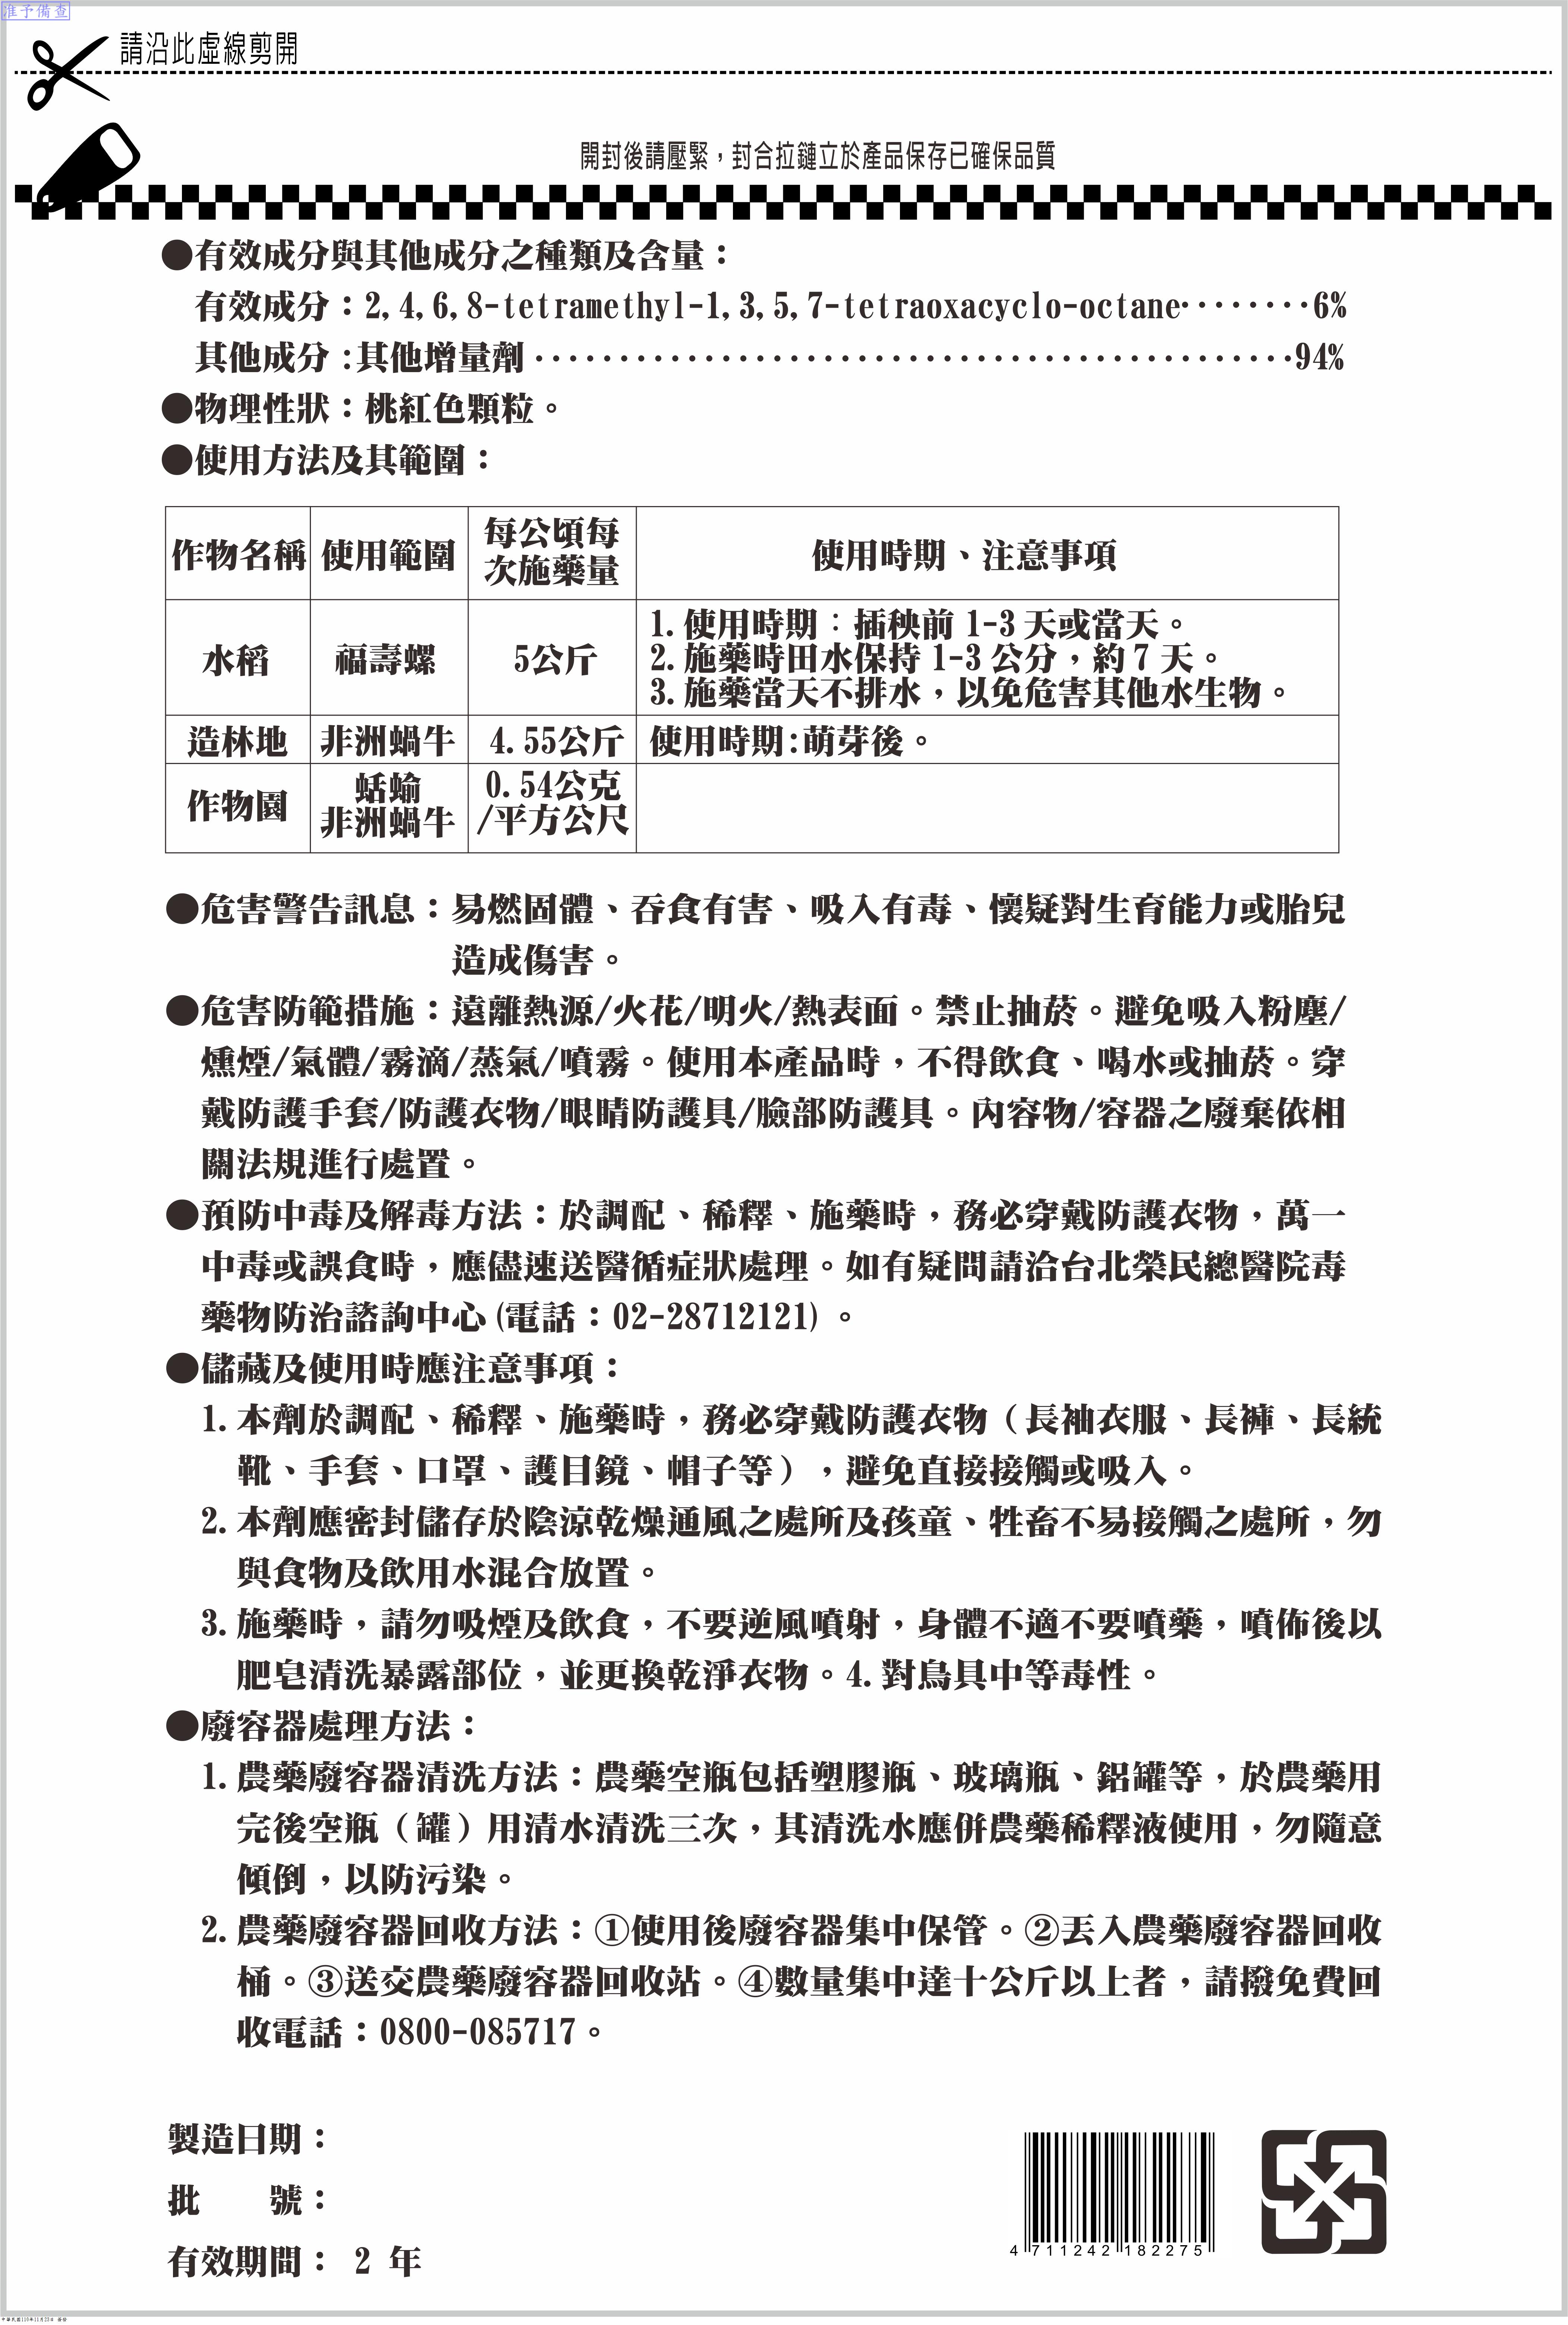 准予備查
請沿此虛線剪開
開封後請壓緊，封合拉鏈立於產品保存已確保品質
●有效成分與其他成分之種類及含量：
有效成分：2,4,6,8-tetramethyl-1,3,5,7-tetraoxacyclo-octane········6%
其他成分:其他增量劑············································94%
●物理性狀：桃紅色顆粒。
●使用方法及其範圍：
作物名稱 使用範圍 每公頃每次施藥量 使用時期、注意事項
水稻 福壽螺 5公斤
1.使用時期：插秧前1-3天或當天。
2.施藥時田水保持1-3公分，約7天。
3.施藥當天不排水，以免危害其他水生物。
造林地 非洲蝸牛 4.55公斤 使用時期:萌芽後。
作物園 蛞蝓 0.54公克
非洲蝸牛 /平方公尺
●危害警告訊息：易燃固體、吞食有害、吸入有毒、懷疑對生育能力或胎兒
造成傷害。
●危害防範措施：遠離熱源/火花/明火/熱表面。禁止抽菸。避免吸入粉塵/
燻煙/氣體/霧滴/蒸氣/噴霧。使用本產品時，不得飲食、喝水或抽菸。穿
戴防護手套/防護衣物/眼睛防護具/臉部防護具。內容物/容器之廢棄依相
關法規進行處置。
●預防中毒及解毒方法：於調配、稀釋、施藥時，務必穿戴防護衣物，萬一
中毒或誤食時，應儘速送醫循症狀處理。如有疑問請洽台北榮民總醫院毒
藥物防治諮詢中心(電話：02-28712121)。
●儲藏及使用時應注意事項：
1.本劑於調配、稀釋、施藥時，務必穿戴防護衣物（長袖衣服、長褲、長統
靴、手套、口罩、護目鏡、帽子等），避免直接接觸或吸入。
2.本劑應密封儲存於陰涼乾燥通風之處所及孩童、牲畜不易接觸之處所，勿
與食物及飲用水混合放置。
3.施藥時，請勿吸煙及飲食，不要逆風噴射，身體不適不要噴藥，噴佈後以
肥皂清洗暴露部位，並更換乾淨衣物。4.對鳥具中等毒性。
●廢容器處理方法：
1.農藥廢容器清洗方法：農藥空瓶包括塑膠瓶、玻璃瓶、鋁罐等，於農藥用
完後空瓶（罐）用清水清洗三次，其清洗水應併農藥稀釋液使用，勿隨意
傾倒，以防污染。
2.農藥廢容器回收方法：①使用後廢容器集中保管。②丟入農藥廢容器回收
桶。③送交農藥廢容器回收站。④數量集中達十公斤以上者，請撥免費回
收電話：0800-085717。
製造日期：
批　　號：
有效期間： 2 年
4 711242 182275